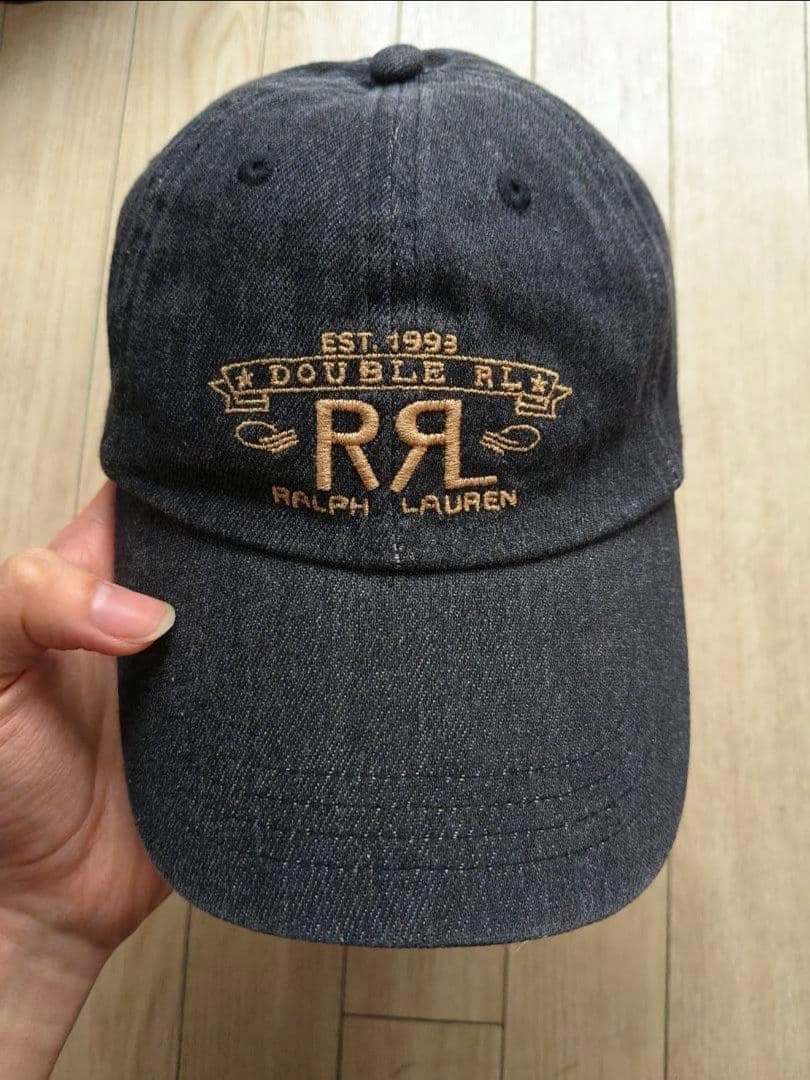 EST. 1993
★ DOUBLE RL ★
RRL
RALPH LAUREN